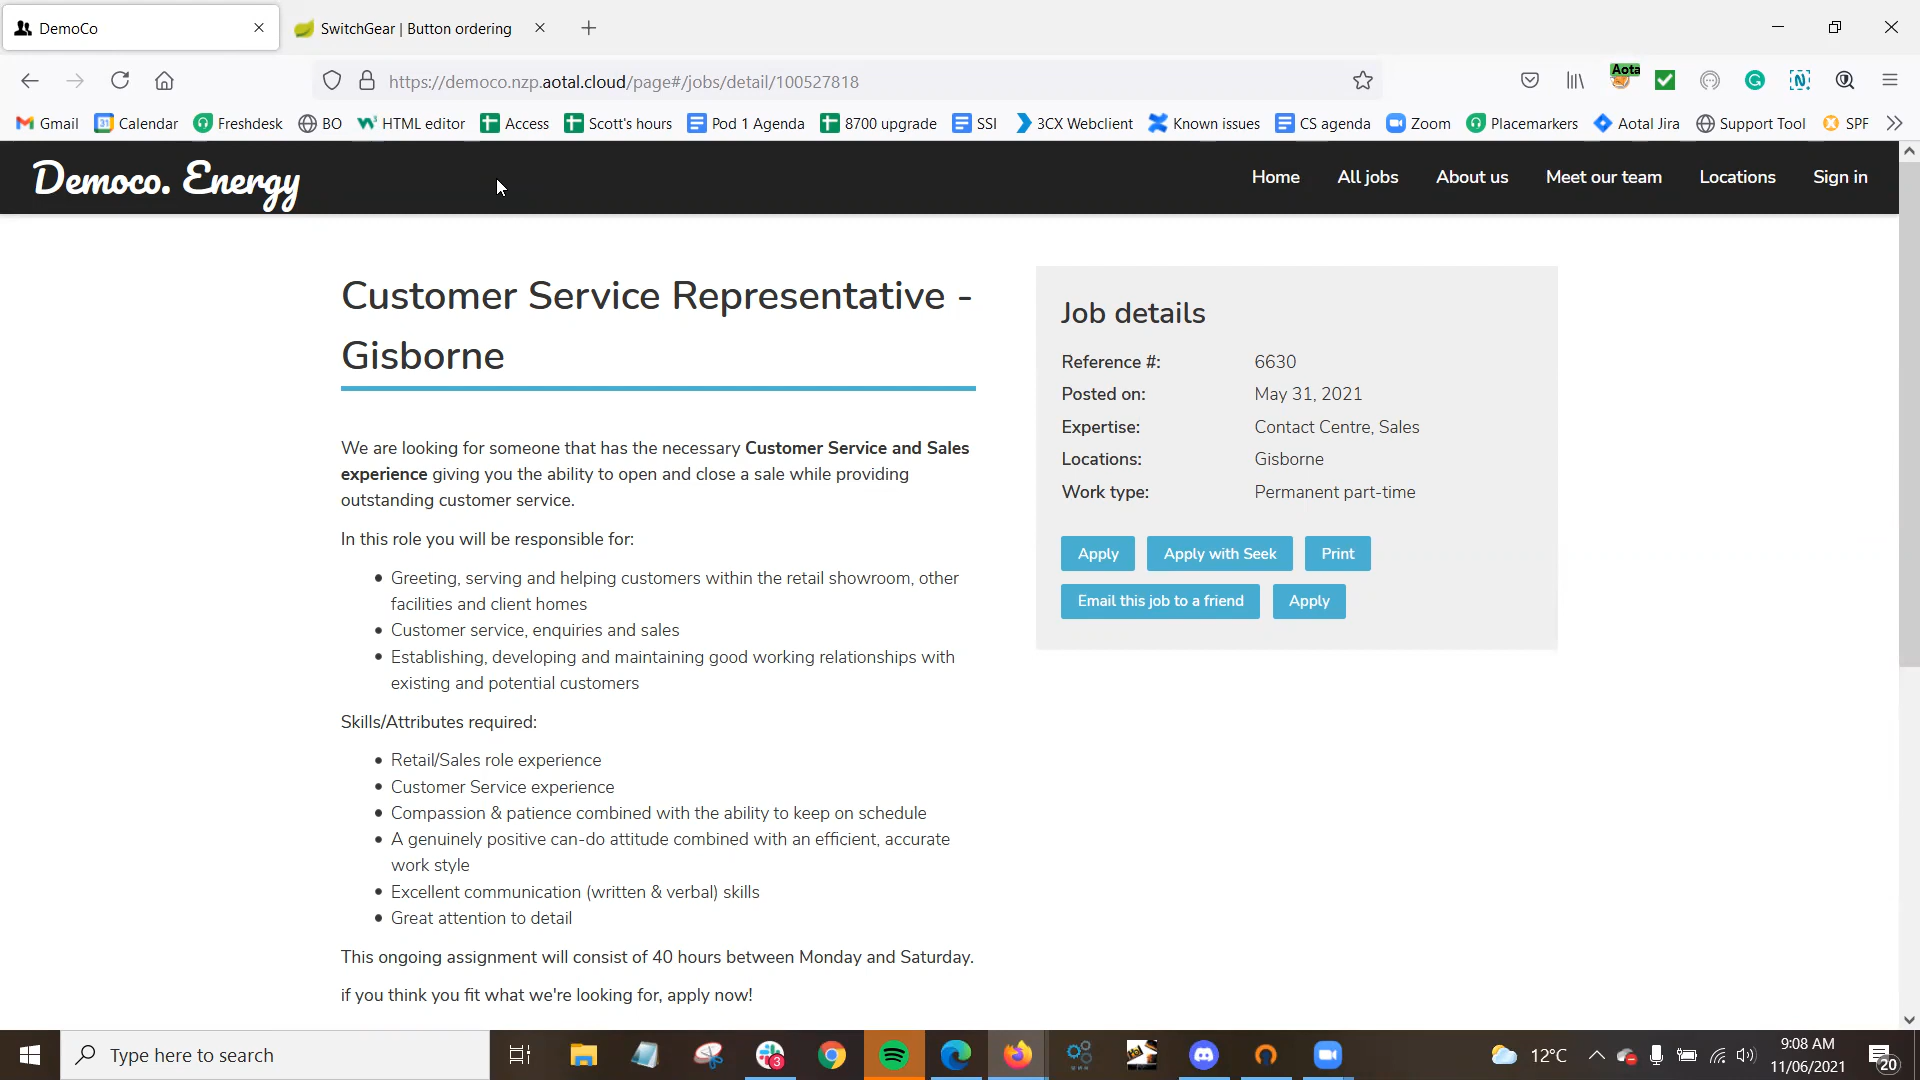 DemoCo
SwitchGear | Button ordering
https://democo.nzp.aotal.cloud/page#/jobs/detail/100527818
Aota
Gmail
31
Calendar
Freshdesk
BO
HTML editor
Access
Scott's hours
Pod 1 Agenda
8700 upgrade
SSI
3CX Webclient
Known issues
CS agenda
Zoom
Placemarkers
Aotal Jira
Support Tool
SPF
Democo. Energy
Home
All jobs
About us
Meet our team
Locations
Sign in
Customer Service Representative -
Gisborne
We are looking for someone that has the necessary Customer Service and Sales
experience giving you the ability to open and close a sale while providing
outstanding customer service.
In this role you will be responsible for:
Greeting, serving and helping customers within the retail showroom, other
facilities and client homes
Customer service, enquiries and sales
Establishing, developing and maintaining good working relationships with
existing and potential customers
Skills/Attributes required:
Retail/Sales role experience
Customer Service experience
Compassion & patience combined with the ability to keep on schedule
A genuinely positive can-do attitude combined with an efficient, accurate
work style
Excellent communication (written & verbal) skills
Great attention to detail
This ongoing assignment will consist of 40 hours between Monday and Saturday.
if you think you fit what we're looking for, apply now!
Job details
Reference #: 6630
Posted on: May 31, 2021
Expertise: Contact Centre, Sales
Locations: Gisborne
Work type: Permanent part-time
Apply
Apply with Seek
Print
Email this job to a friend
Apply
Type here to search
3
12°C
9:08 AM
11/06/2021
20